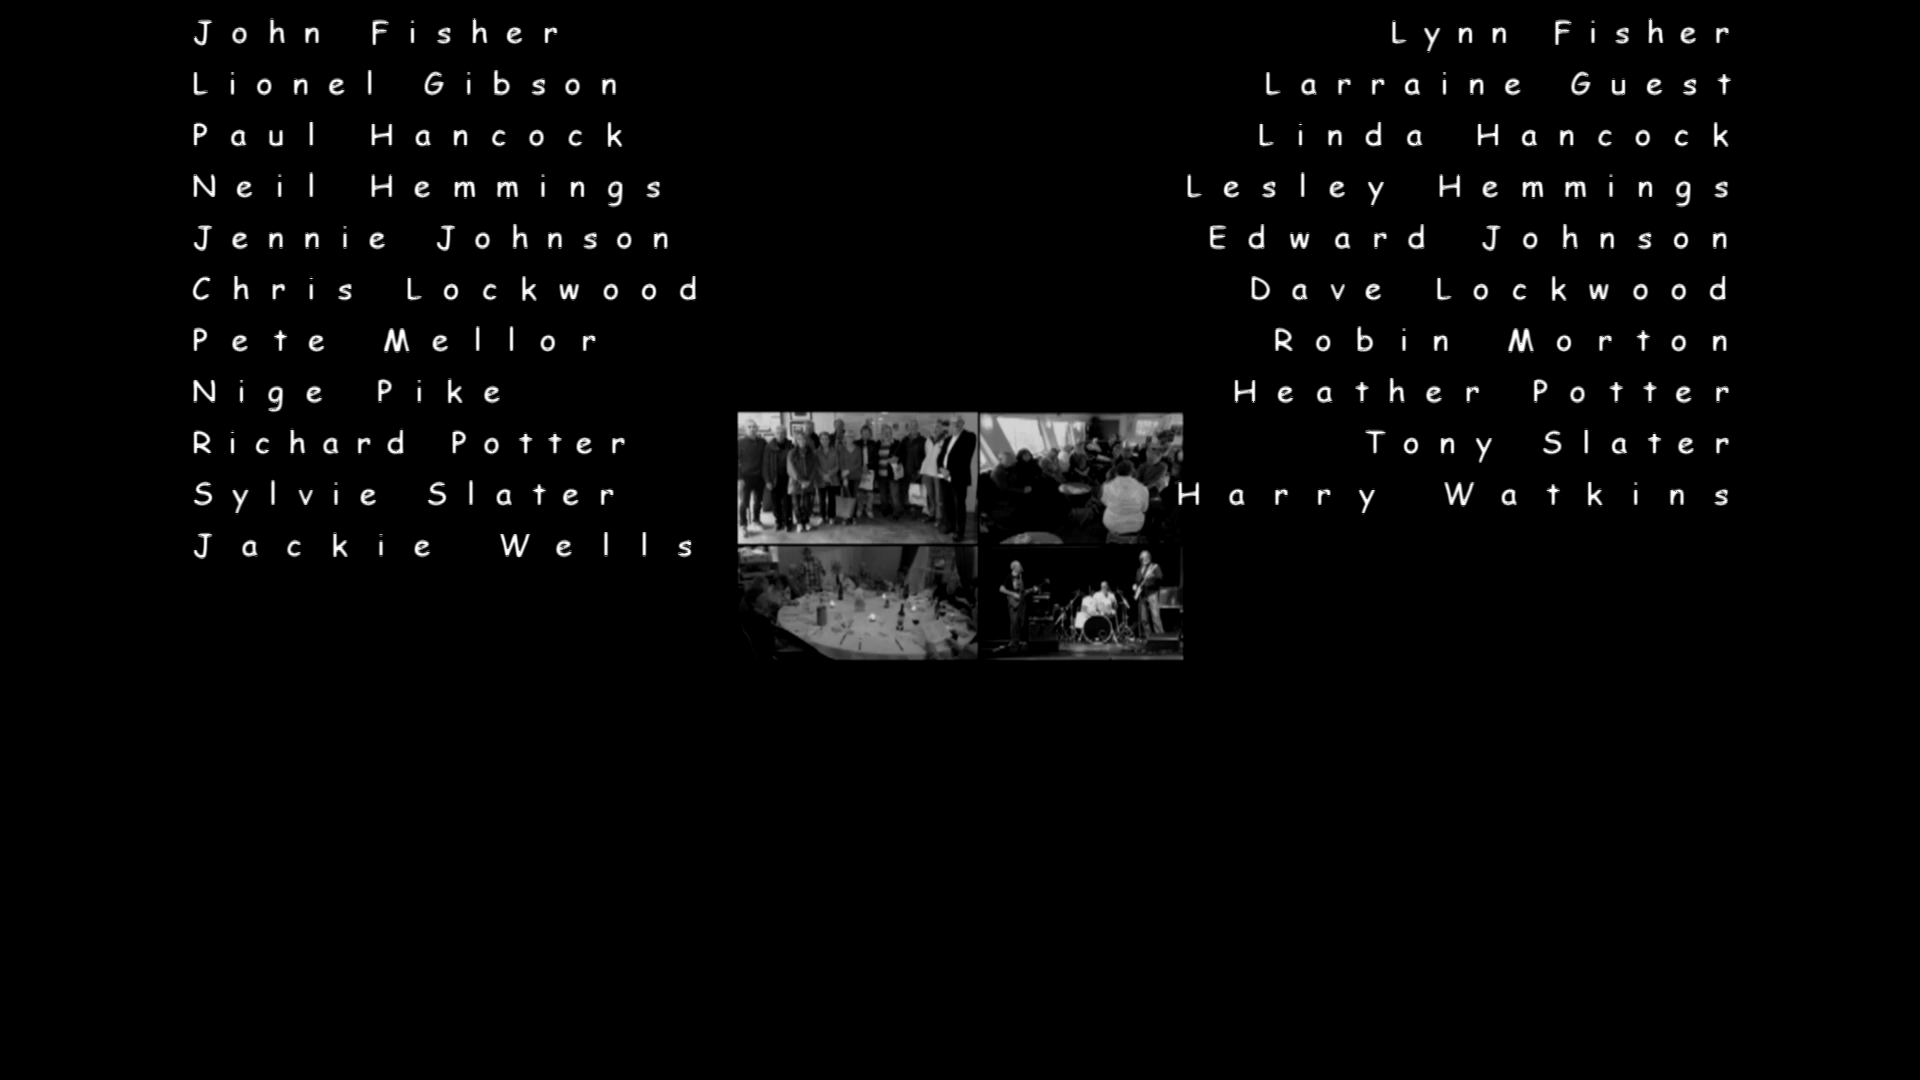 John Fisher Lynn Fisher
Lionel Gibson Larraine Guest
Paul Hancock Linda Hancock
Neil Hemmings Lesley Hemmings
Jennie Johnson Edward Johnson
Chris Lockwood Dave Lockwood
Pete Mellor Robin Morton
Nige Pike Heather Potter
Richard Potter Tony Slater
Sylvie Slater Harry Watkins
Jackie Wells